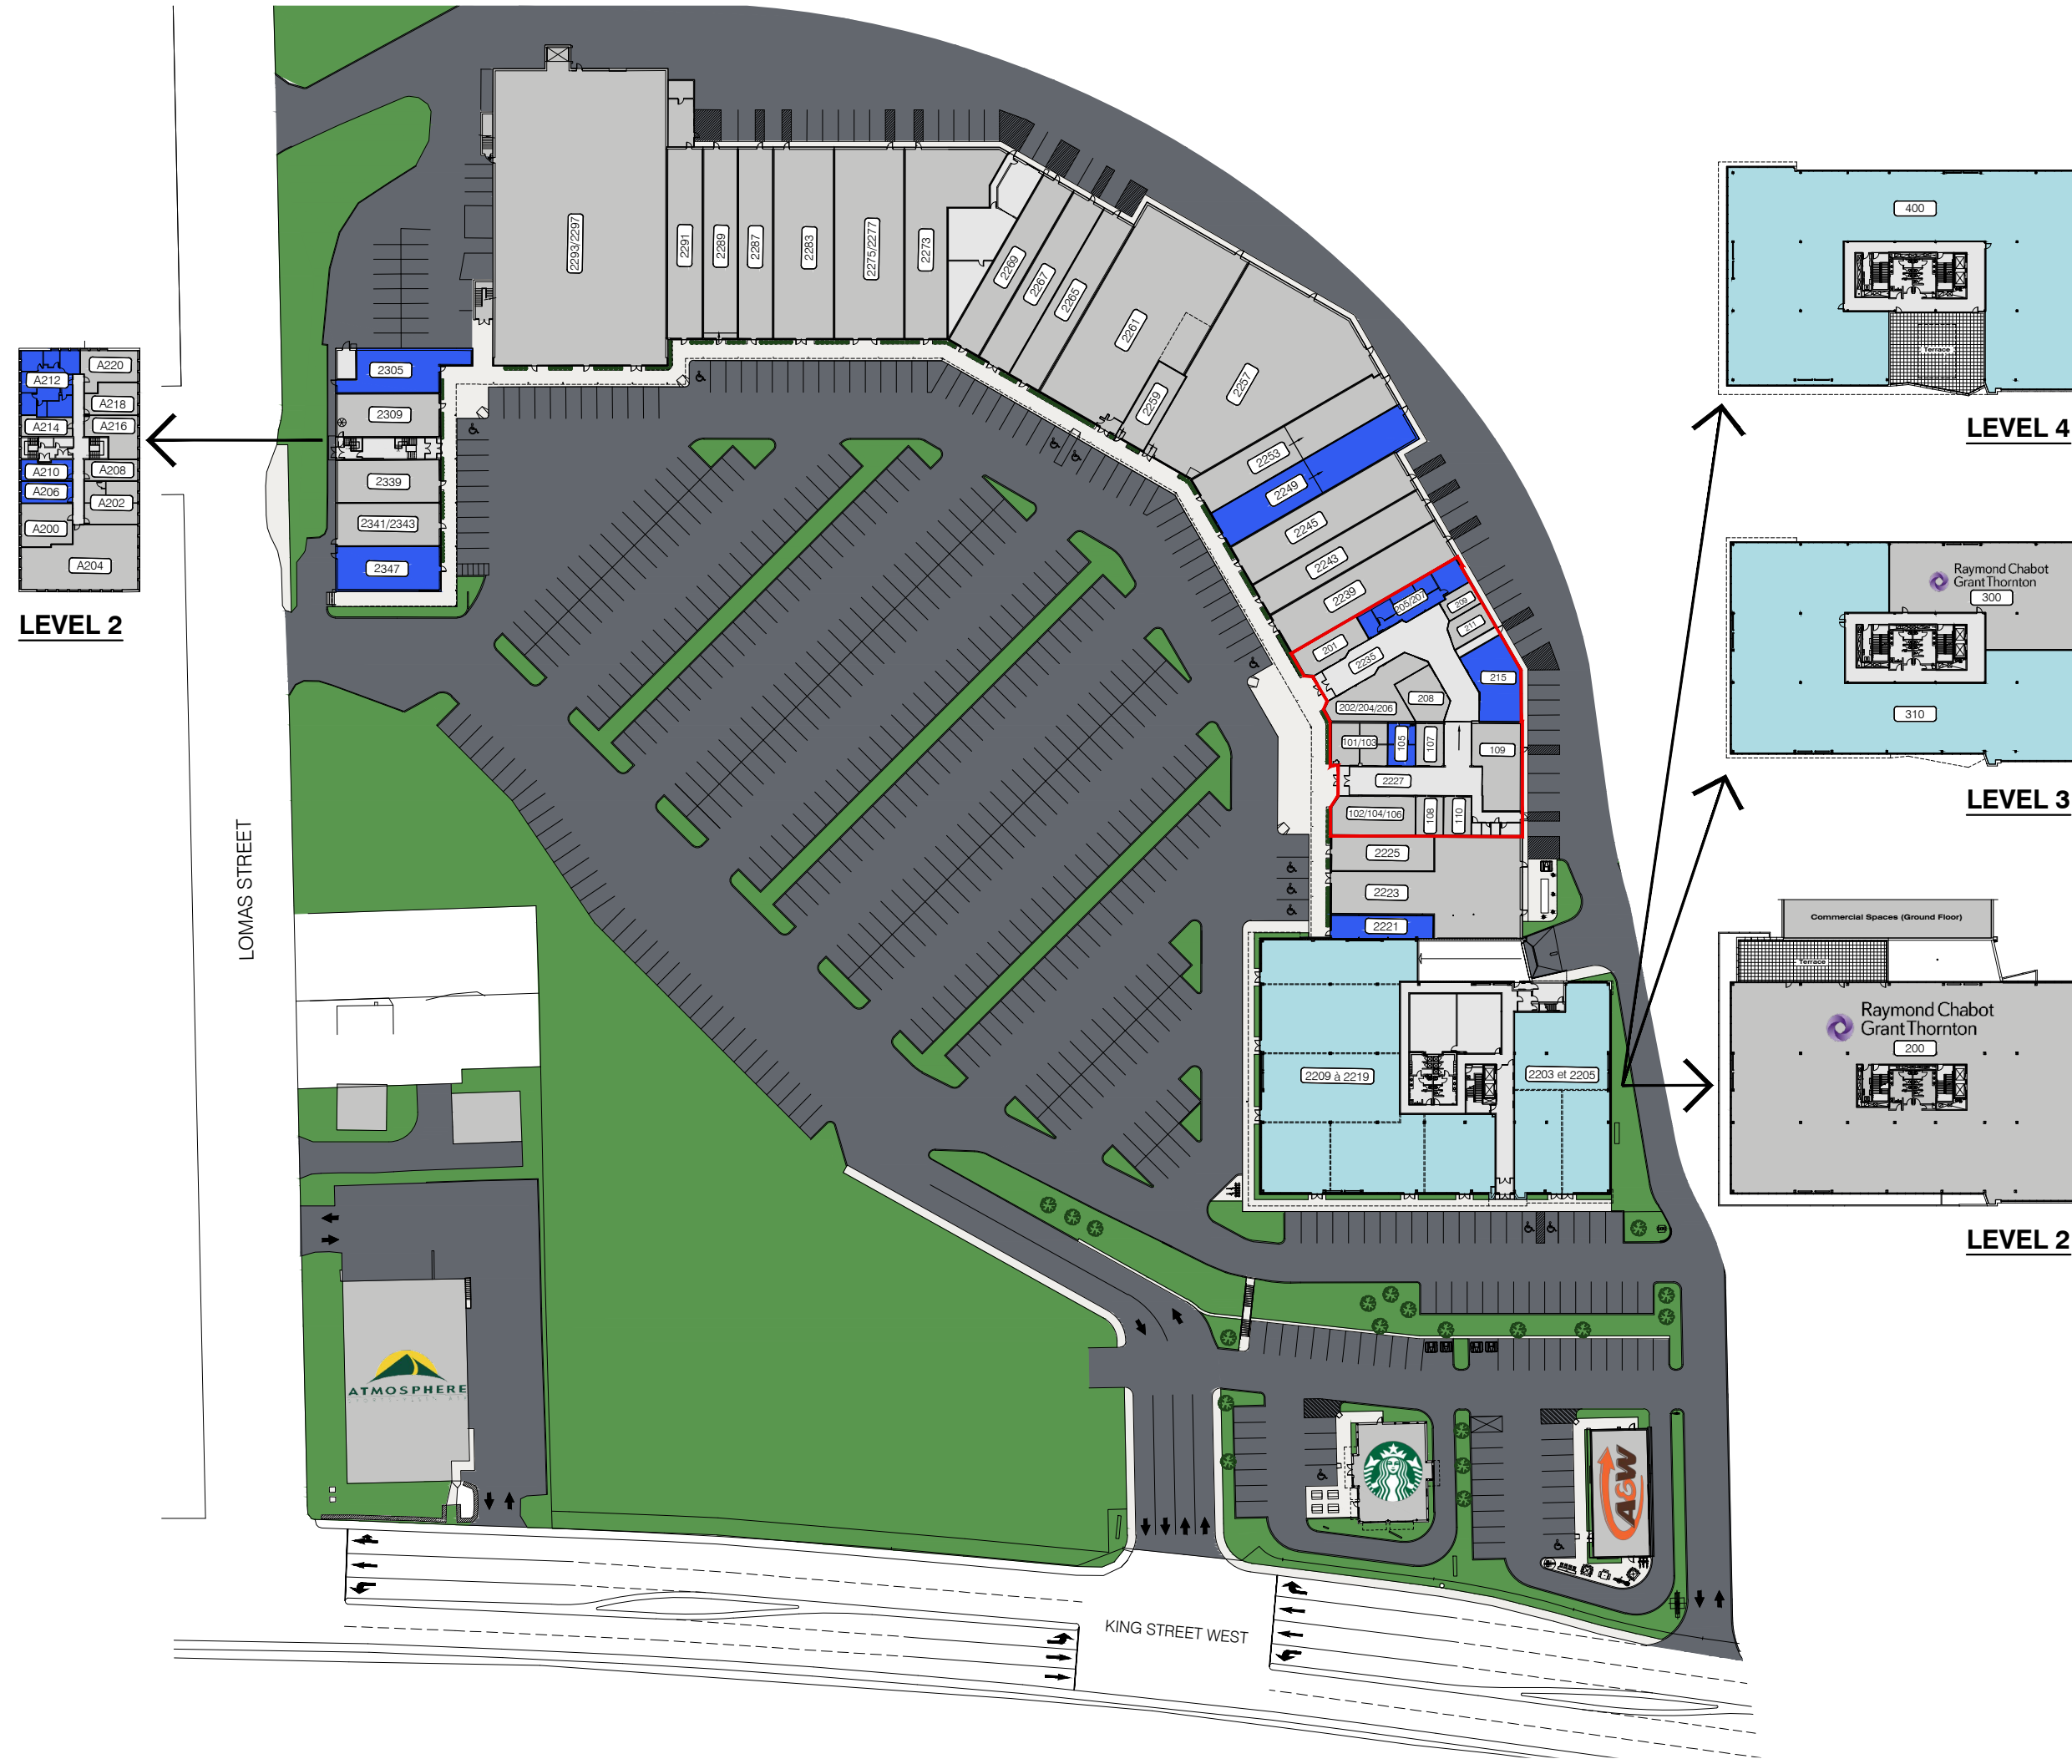 2293/2297
2291
2289
2287
2283
2275/2277
2273
2269
2267
2265
2261
2259
2257
2253
2249
2245
2243
2239
205/207
209
211
201
2235
215
208
202/204/206
101/103
105
107
109
2227
102/104/106
108
110
2225
2223
2221
2209 à 2219
2203 et 2205
2305
2309
2339
2341/2343
2347
A212
A220
A218
A214
A216
A210
A208
A206
A202
A200
A204
LEVEL 2
400
Terrace
LEVEL 4
Raymond Chabot
Grant Thornton
300
310
LEVEL 3
Commercial Spaces (Ground Floor)
Terrace
Raymond Chabot
Grant Thornton
200
LEVEL 2
LOMAS STREET
ATMOSPHERE
A&W
KING STREET WEST